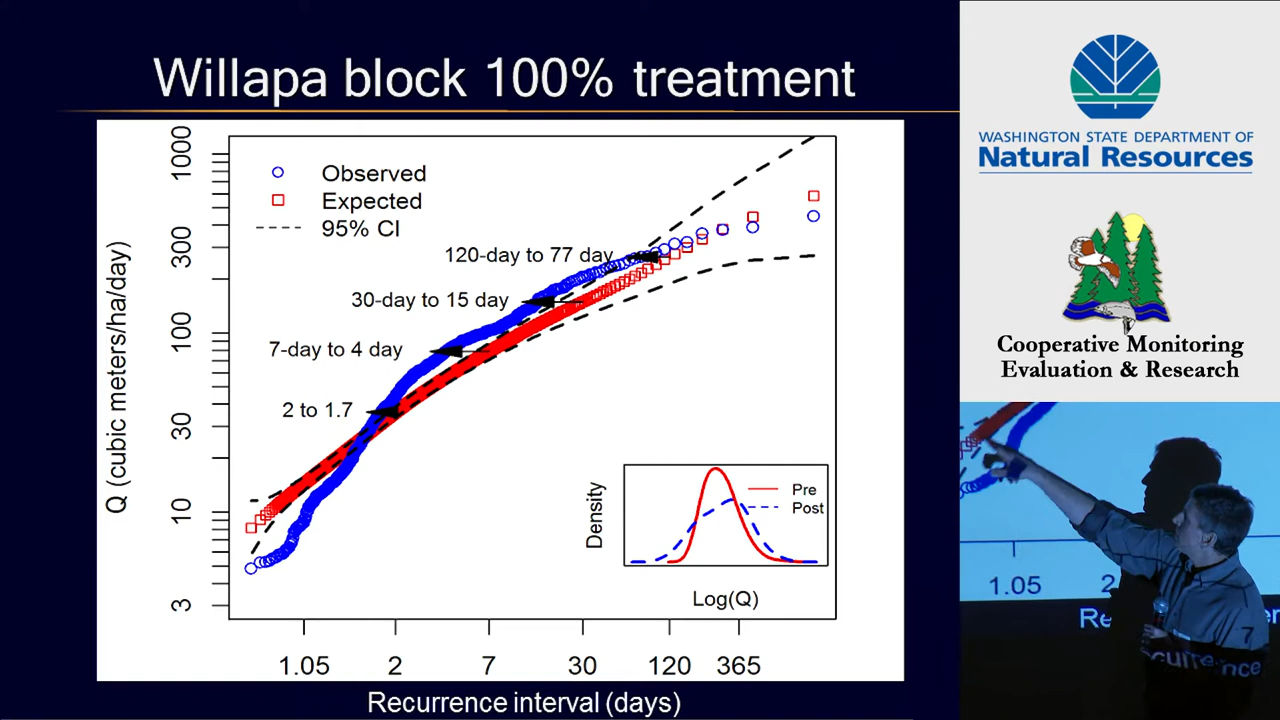 Willapa block 100% treatment
1000
300
100
30
10
3
Q (cubic meters/ha/day)
Observed
Expected
95% CI
120-day to 77 day
30-day to 15 day
7-day to 4 day
2 to 1.7
Density
Pre
Post
Log(Q)
1.05 2 7 30 120 365
Recurrence interval (days)
WASHINGTON STATE DEPARTMENT OF
Natural Resources
Cooperative Monitoring
Evaluation & Research
1.05 2 7